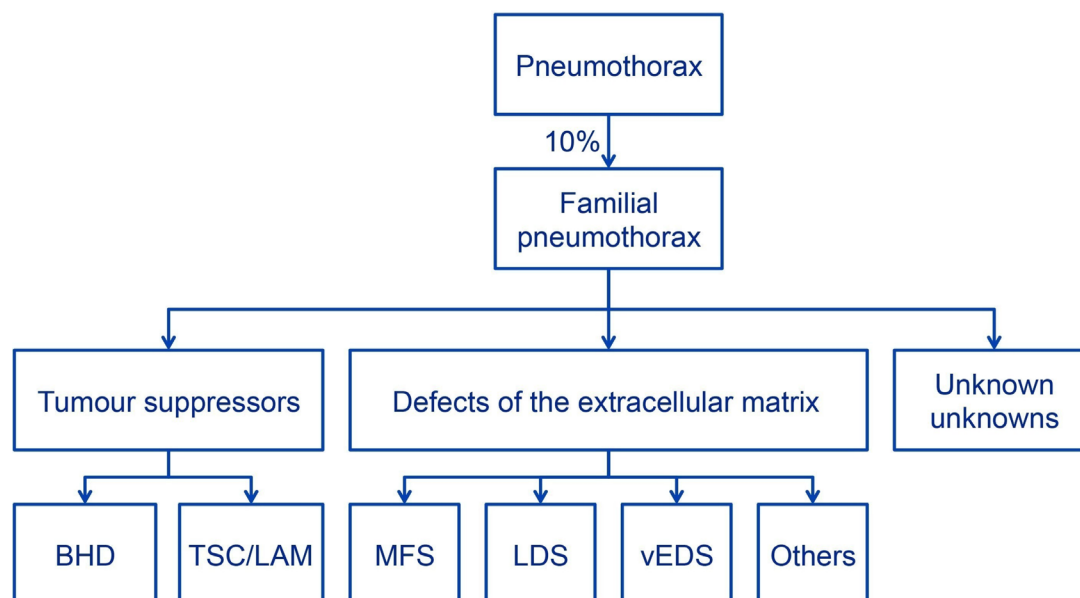 Pneumothorax
10%
Familial
pneumothorax
Tumour suppressors
Defects of the extracellular matrix
Unknown
unknowns
BHD
TSC/LAM
MFS
LDS
vEDS
Others